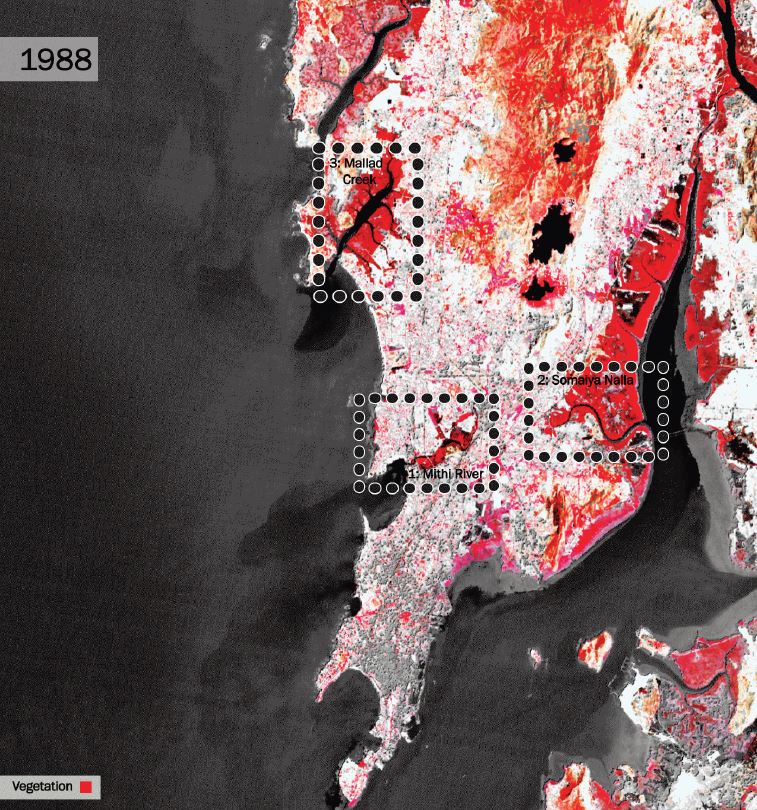 1988
3: Mallad
Creek
2: Somaiya Nalla
1: Mithi River
Vegetation